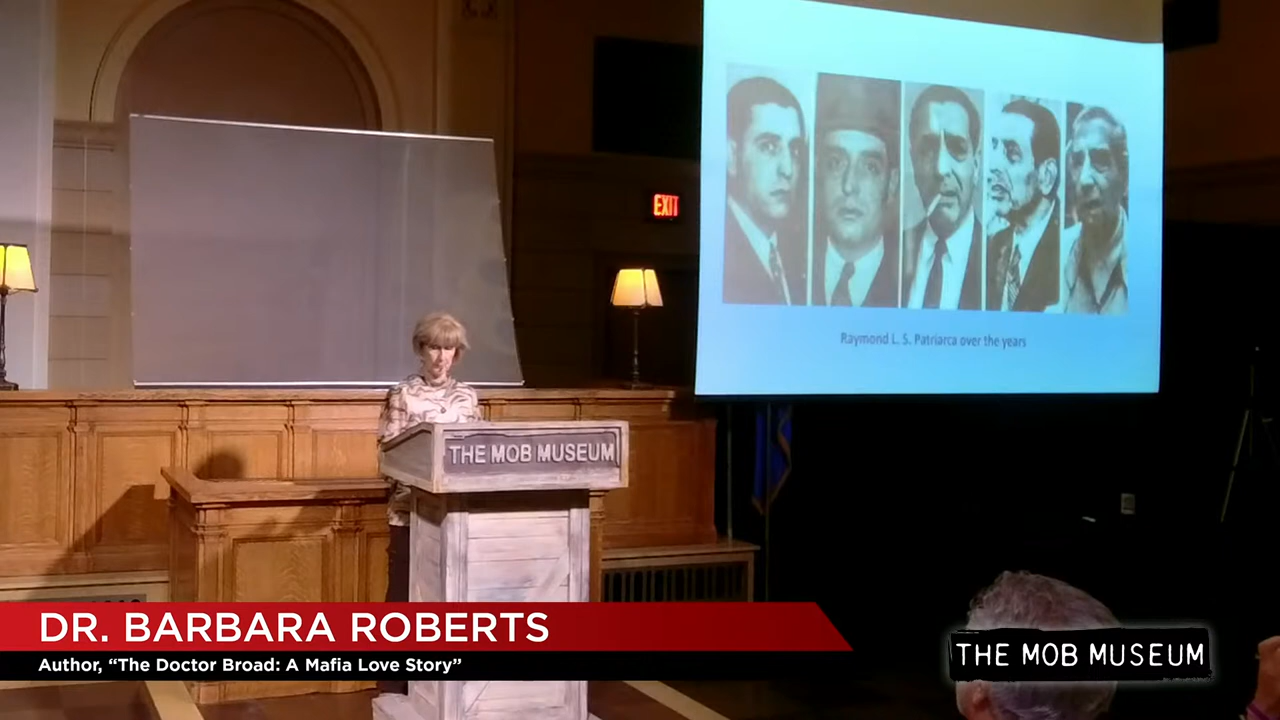 EXIT
Raymond L. S. Patriarca over the years
THE MOB MUSEUM
DR. BARBARA ROBERTS
Author, “The Doctor Broad: A Mafia Love Story”
THE MOB MUSEUM